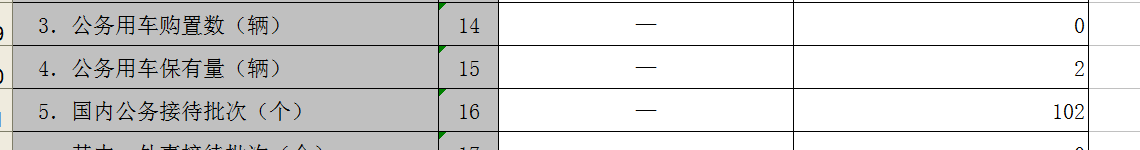 3．公务用车购置数（辆） 14 — 0
4．公务用车保有量（辆） 15 — 2
5．国内公务接待批次（个） 16 — 102